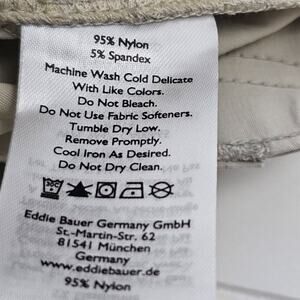 95% Nylon
5% Spandex
Machine Wash Cold Delicate
With Like Colors.
Do Not Bleach.
Do Not Use Fabric Softeners.
Tumble Dry Low.
Remove Promptly.
Cool Iron As Desired.
Do Not Dry Clean.
Eddie Bauer Germany GmbH
St.-Martin-Str. 62
81541 München
Germany
www.eddiebauer.de
95% Nylon